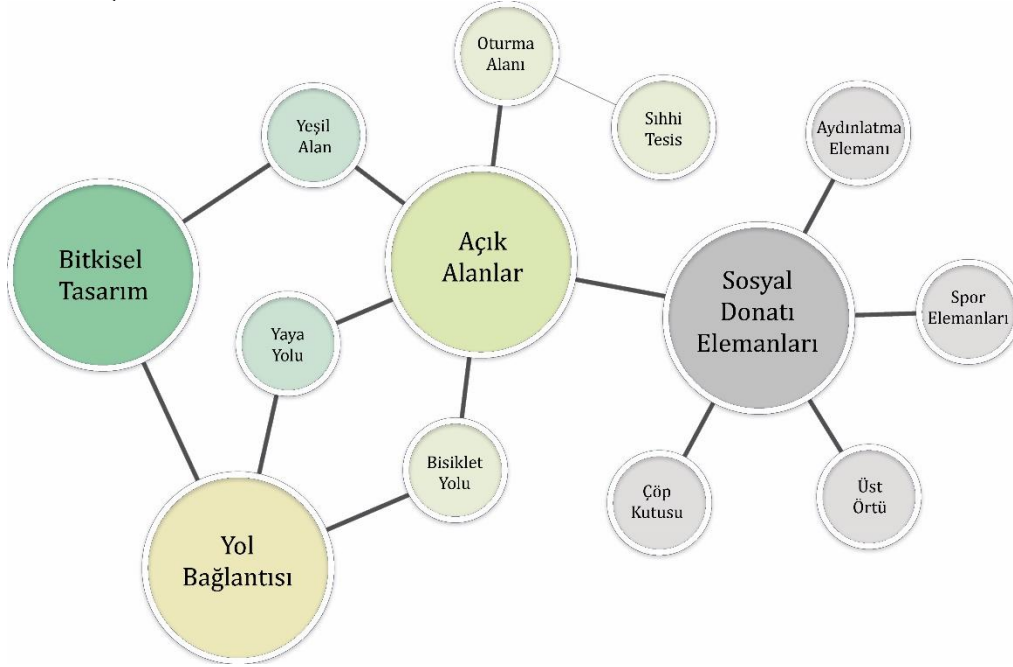 Oturma
Alanı
Sıhhi
Tesis
Yeşil
Alan
Aydınlatma
Elemanı
Bitkisel
Tasarım
Açık
Alanlar
Sosyal
Donatı
Elemanları
Spor
Elemanları
Yaya
Yolu
Bisiklet
Yolu
Çöp
Kutusu
Üst
Örtü
Yol
Bağlantısı